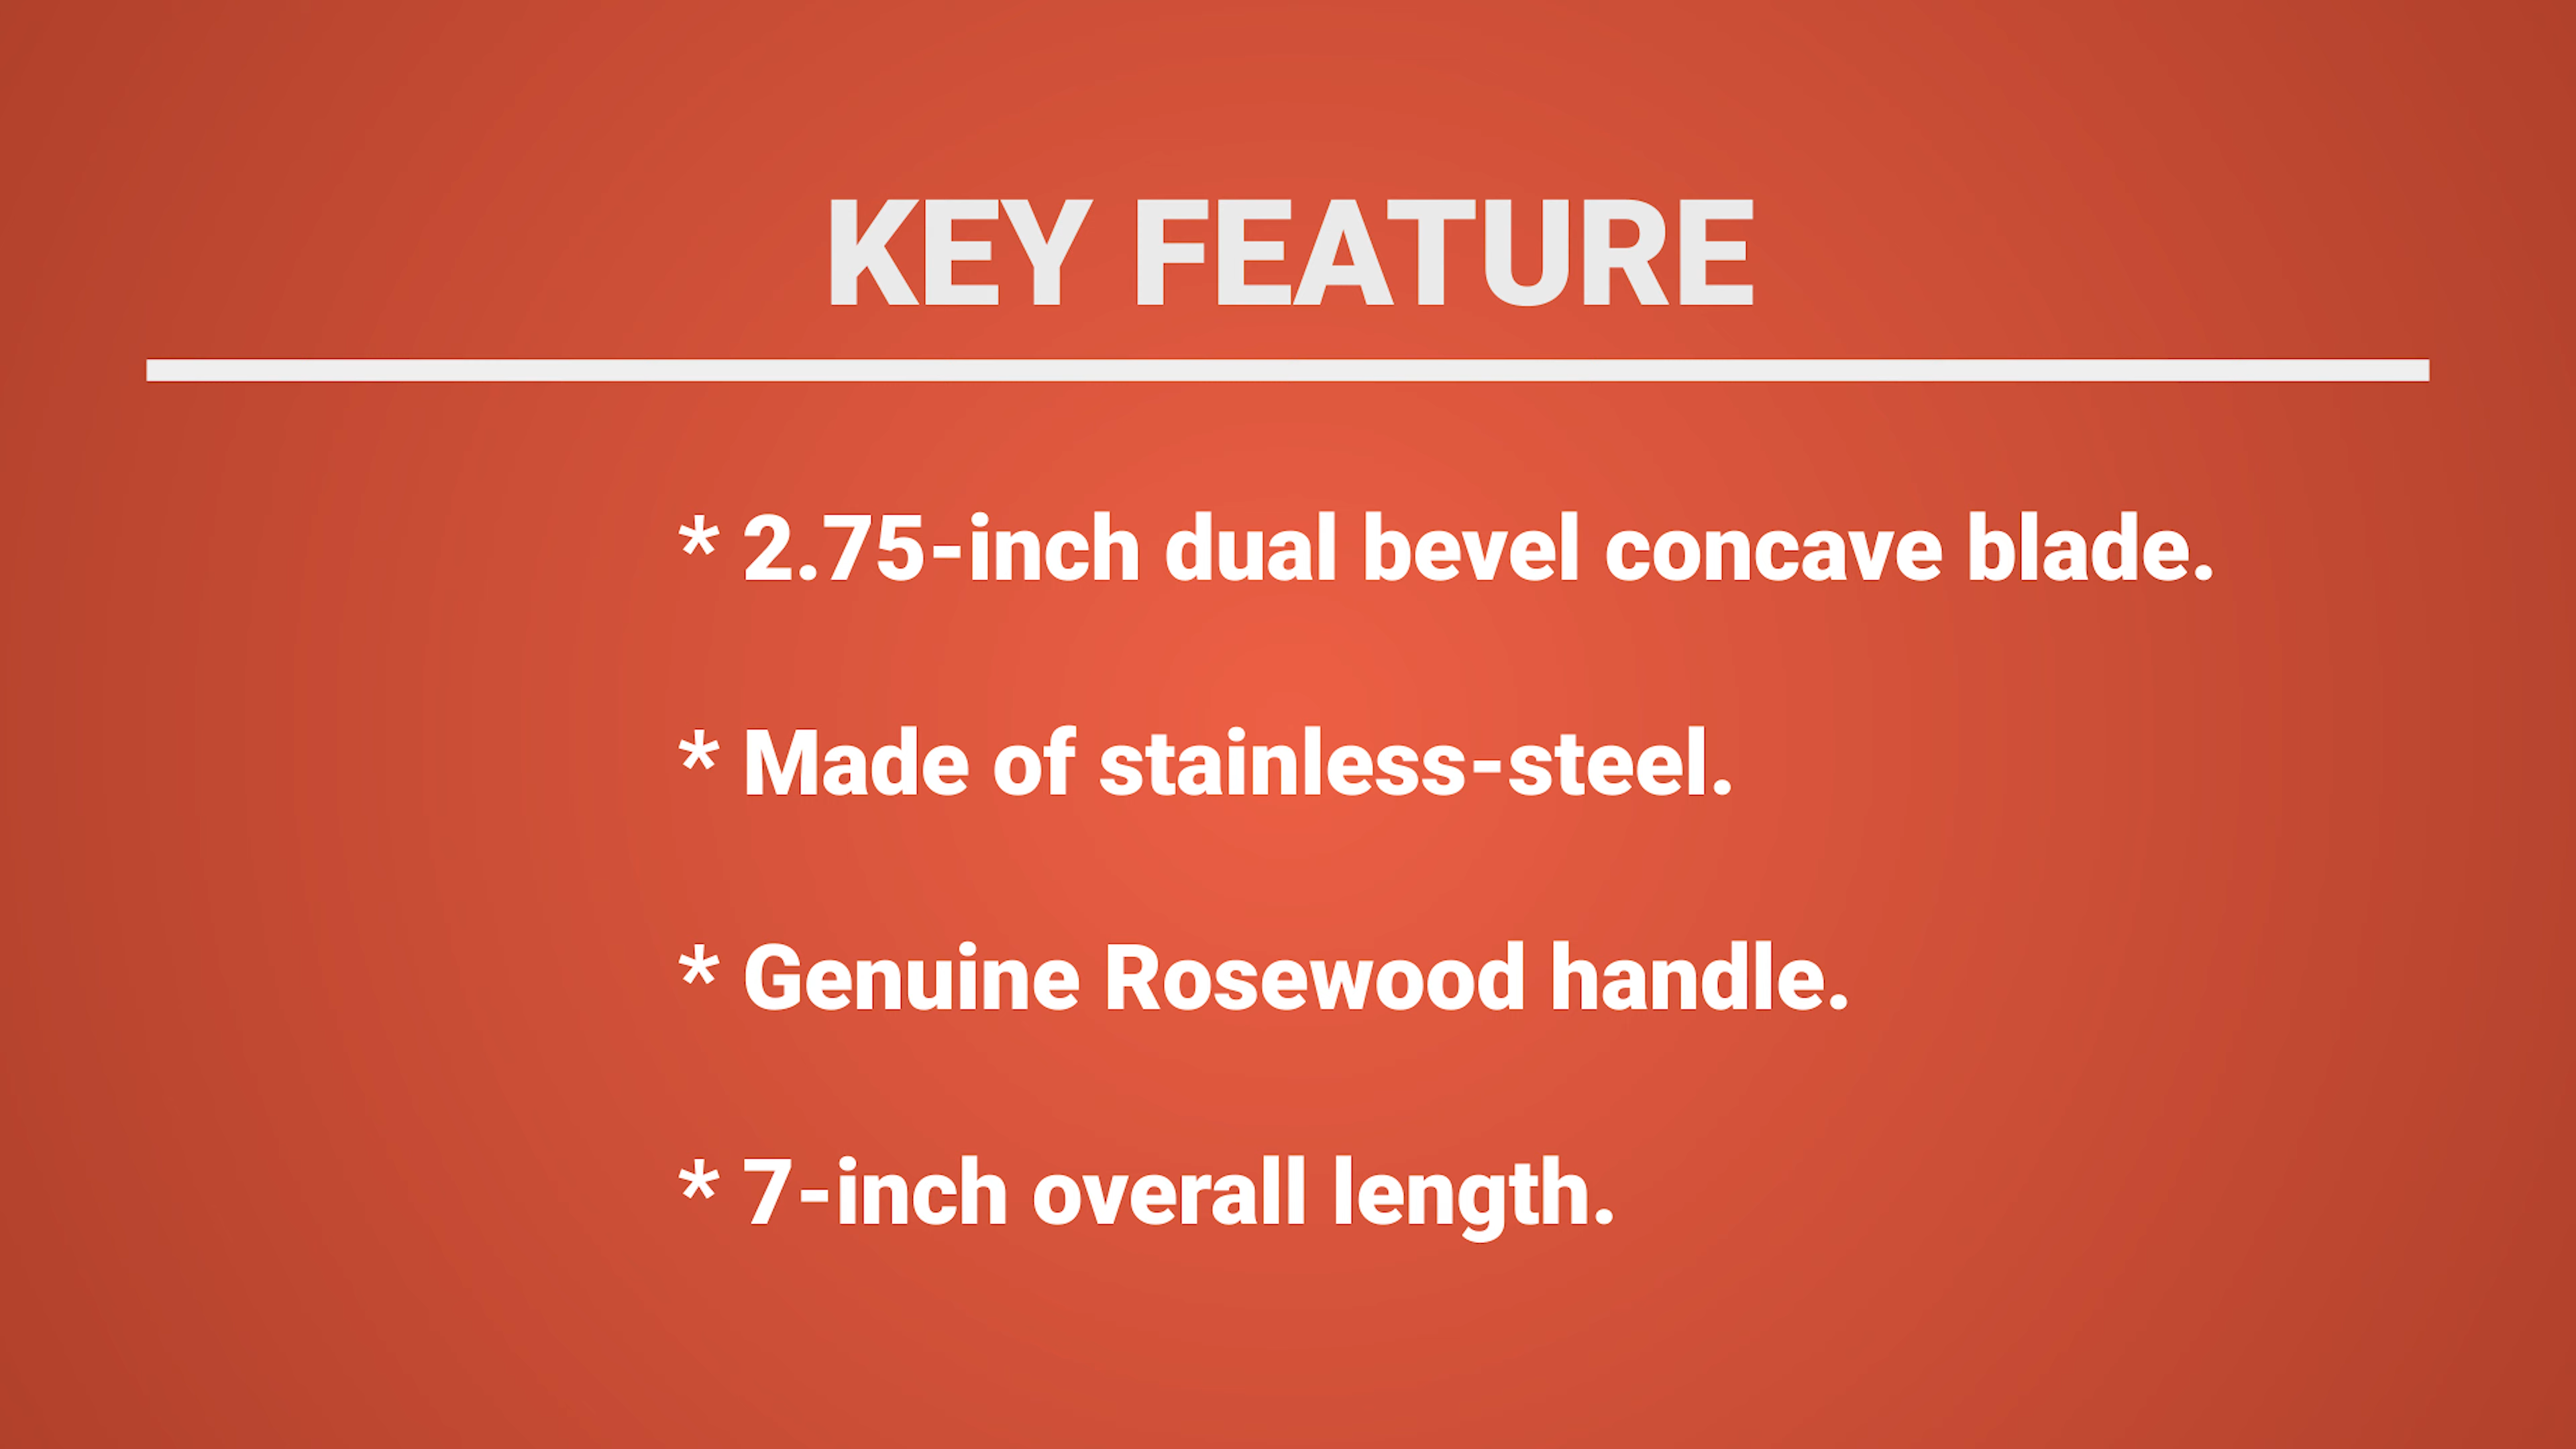 KEY FEATURE
* 2.75-inch dual bevel concave blade.
* Made of stainless-steel.
* Genuine Rosewood handle.
* 7-inch overall length.